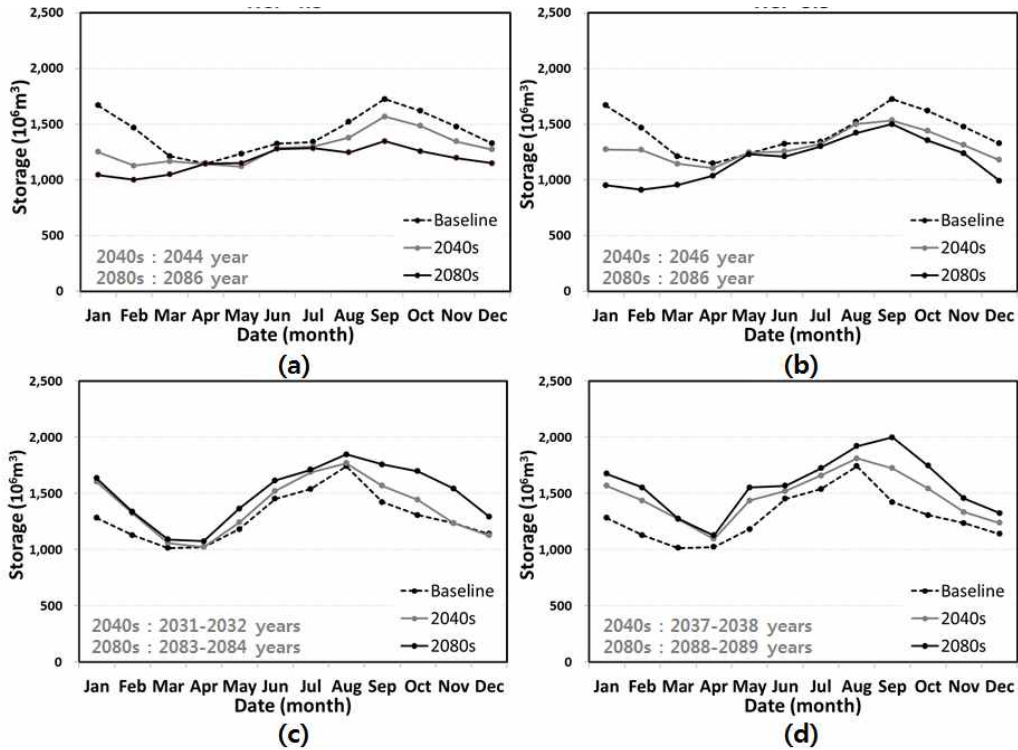 2,500
2,000
1,500
1,000
500
0
Storage (10⁶m³)
Baseline
2040s
2080s
2040s : 2044 year
2080s : 2086 year
Jan Feb Mar Apr May Jun Jul Aug Sep Oct Nov Dec
Date (month)
(a)
2,500
2,000
1,500
1,000
500
0
Storage (10⁶m³)
Baseline
2040s
2080s
2040s : 2046 year
2080s : 2086 year
Jan Feb Mar Apr May Jun Jul Aug Sep Oct Nov Dec
Date (month)
(b)
2,500
2,000
1,500
1,000
500
0
Storage (10⁶m³)
Baseline
2040s
2080s
2040s : 2031-2032 years
2080s : 2083-2084 years
Jan Feb Mar Apr May Jun Jul Aug Sep Oct Nov Dec
Date (month)
(c)
2,500
2,000
1,500
1,000
500
0
Storage (10⁶m³)
Baseline
2040s
2080s
2040s : 2037-2038 years
2080s : 2088-2089 years
Jan Feb Mar Apr May Jun Jul Aug Sep Oct Nov Dec
Date (month)
(d)